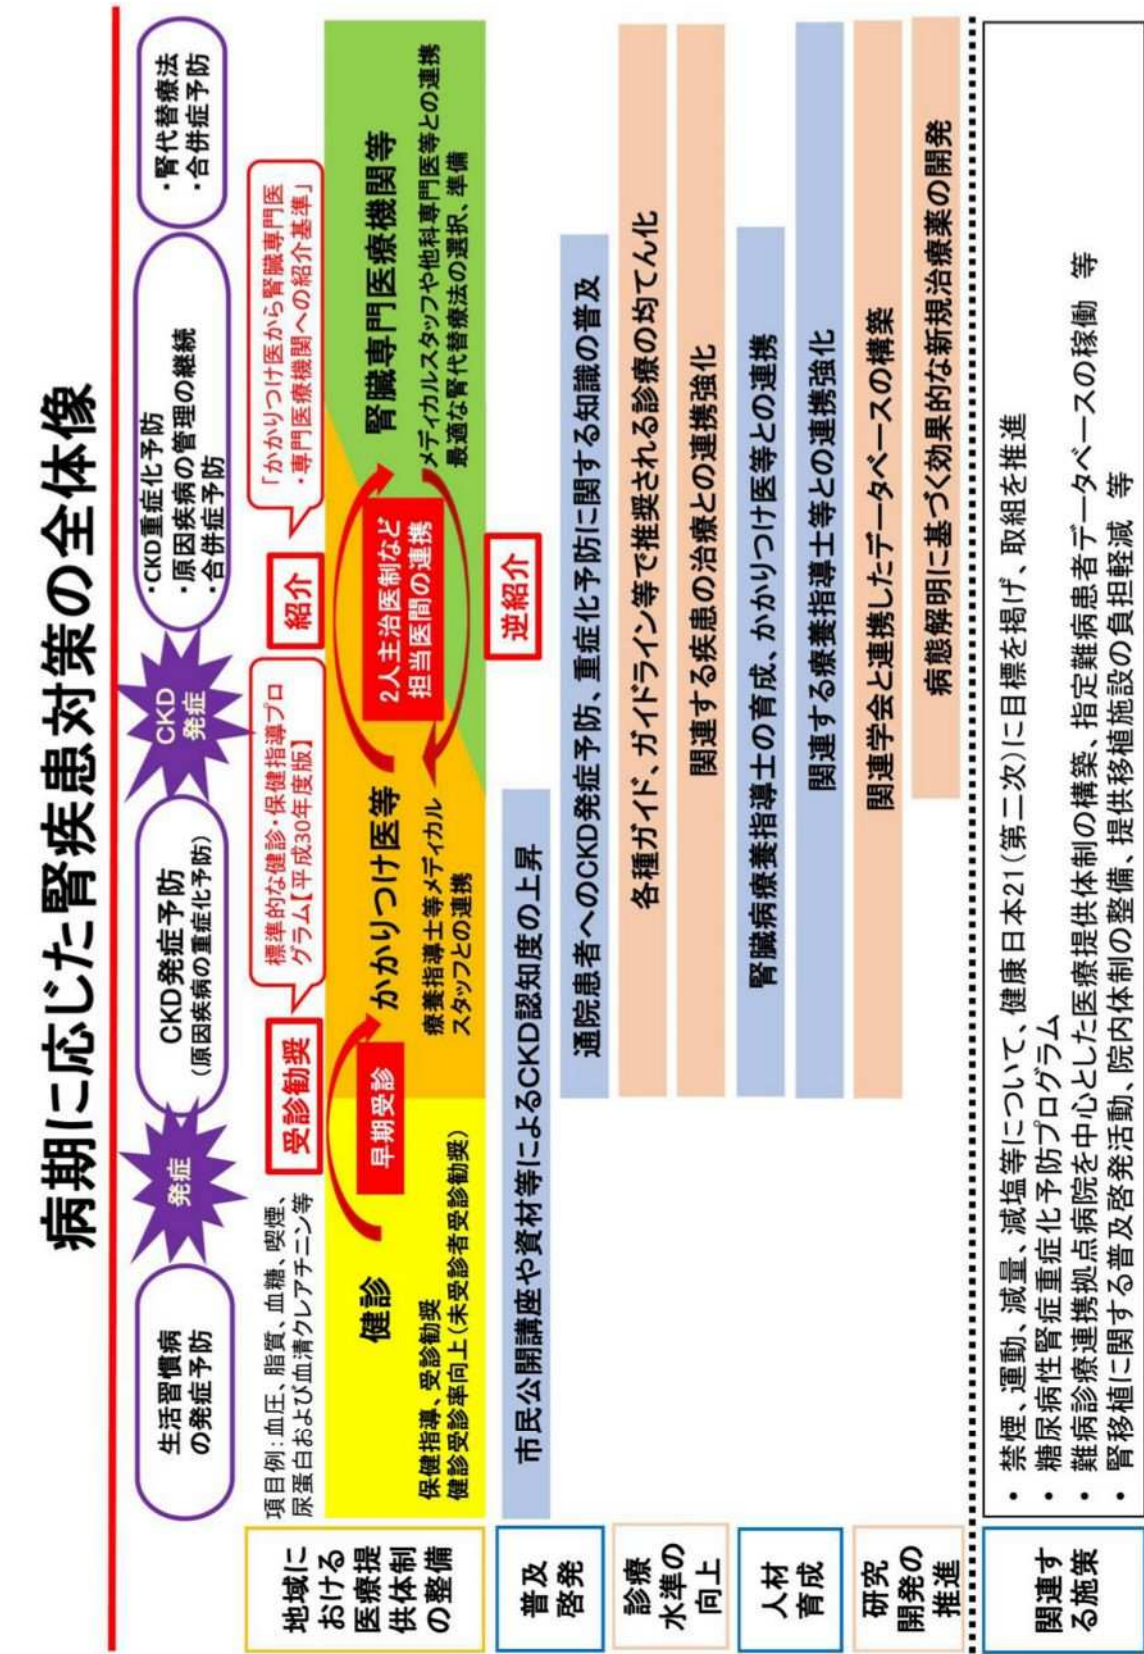 病期に応じた腎疾患対策の全体像
生活習慣病
の発症予防
発症
CKD発症予防
(原因疾病の重症化予防)
CKD
発症
・CKD重症化予防
・原因疾病の管理の継続
・合併症予防
・腎代替療法
・合併症予防
地域に
おける
医療提
供体制
の整備
項目例:血圧、脂質、血糖、喫煙、
尿蛋白および血清クレアチニン等
受診勧奨
標準的な健診・保健指導プロ
グラム【平成30年度版】
紹介
「かかりつけ医から腎臓専門医
・専門医療機関への紹介基準」
健診
保健指導、受診勧奨
健診受診率向上(未受診者受診勧奨)
早期受診
かかりつけ医等
療養指導士等メディカル
スタッフとの連携
2人主治医制など
担当医間の連携
腎臓専門医療機関等
メディカルスタッフや他科専門医等との連携
最適な腎代替療法の選択、準備
逆紹介
普及
啓発
市民公開講座や資材等によるCKD認知度の上昇
通院患者へのCKD発症予防、重症化予防に関する知識の普及
診療
水準の
向上
各種ガイド、ガイドライン等で推奨される診療の均てん化
関連する疾患の治療との連携強化
人材
育成
腎臓病療養指導士の育成、かかりつけ医等との連携
関連する療養指導士等との連携強化
研究
開発の
推進
関連学会と連携したデータベースの構築
病態解明に基づく効果的な新規治療薬の開発
関連す
る施策
• 禁煙、運動、減量、減塩等について、健康日本21(第二次)に目標を掲げ、取組を推進
• 糖尿病性腎症重症化予防プログラム
• 難病診療連携拠点病院を中心とした医療提供体制の構築、指定難病患者データベースの稼働 等
• 腎移植に関する普及啓発活動、院内体制の整備、提供移植施設の負担軽減 等